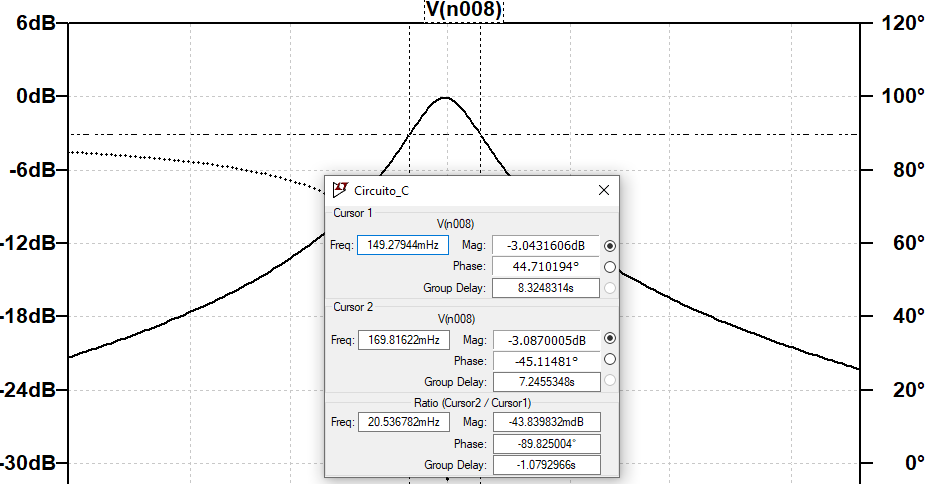 V(n008)
6dB 120°
0dB 100°
-6dB 80°
Circuito_C
Cursor 1
V(n008)
-12dB Freq: 149.27944mHz Mag: -3.0431606dB 60°
Phase: 44.710194°
Group Delay: 8.3248314s
Cursor 2
-18dB V(n008) 40°
Freq: 169.81622mHz Mag: -3.0870005dB
Phase: -45.11481°
-24dB Group Delay: 7.2455348s 20°
Ratio (Cursor2 / Cursor1)
Freq: 20.536782mHz Mag: -43.839832mdB
Phase: -89.825004°
-30dB Group Delay: -1.0792966s 0°